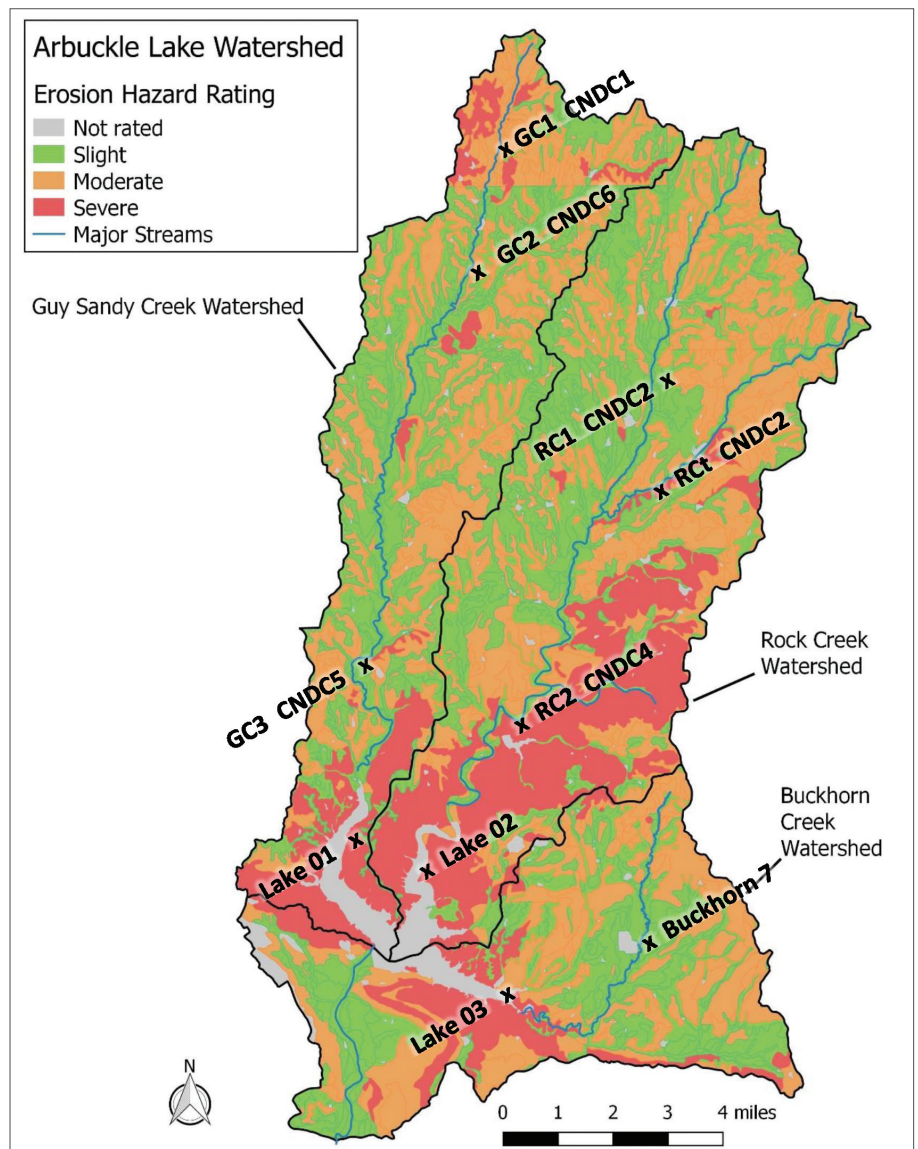 Arbuckle Lake Watershed
Erosion Hazard Rating
Not rated
Slight
Moderate
Severe
Major Streams
GC1 CNDC1
GC2 CNDC6
Guy Sandy Creek Watershed
RC1 CNDC2
RCt CNDC2
Rock Creek
Watershed
RC2 CNDC4
GC3 CNDC5
Buckhorn
Creek
Watershed
Lake 01
Lake 02
Buckhorn 7
Lake 03
N
0 1 2 3 4 miles